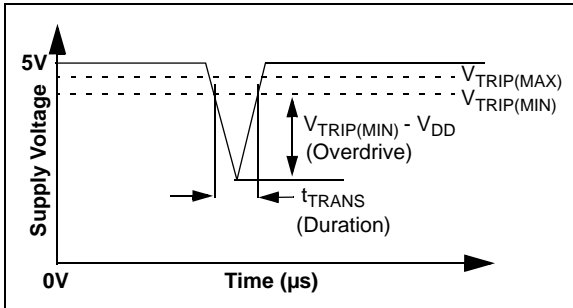 5V
V_TRIP(MAX)
V_TRIP(MIN)
V_TRIP(MIN) - V_DD
(Overdrive)
t_TRANS
(Duration)
Supply Voltage
0V
Time (µs)